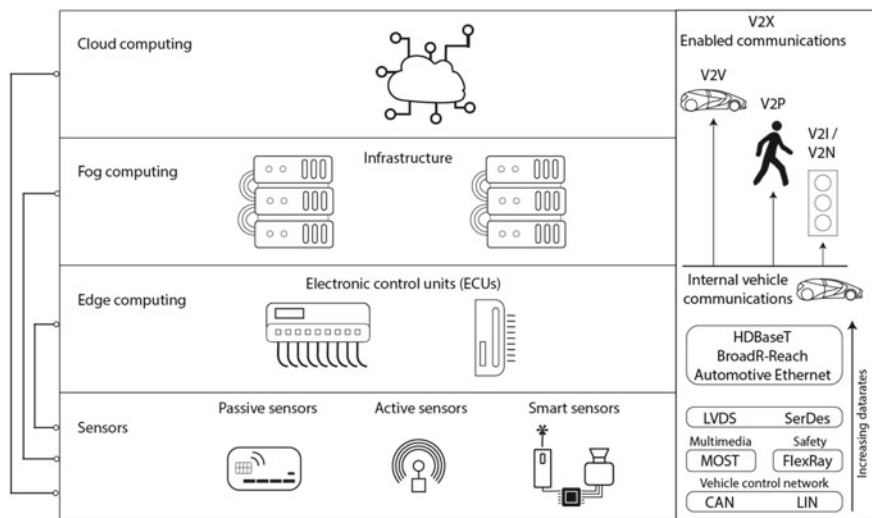 Cloud computing
Fog computing
Infrastructure
Edge computing
Electronic control units (ECUs)
Sensors
Passive sensors
Active sensors
Smart sensors
V2X
Enabled communications
V2V
V2P
V2I /
V2N
Internal vehicle
communications
HDBaseT
BroadR-Reach
Automotive Ethernet
LVDS SerDes
Multimedia Safety
MOST FlexRay
Vehicle control network
CAN LIN
Increasing datarates